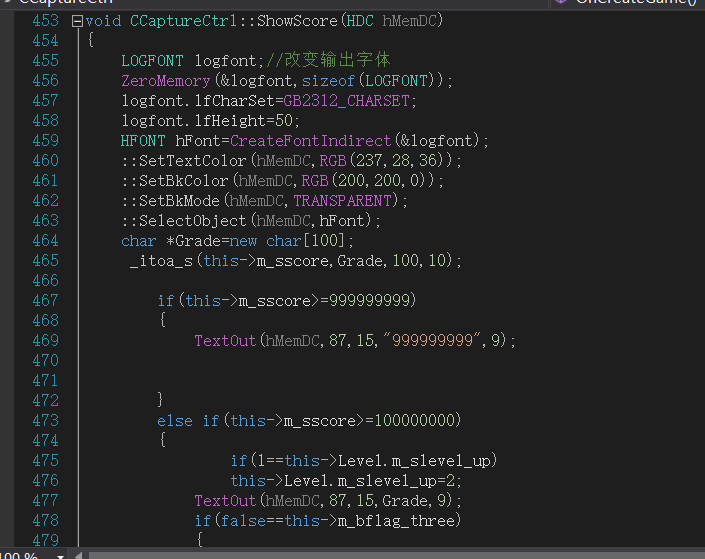 CCaptureCtrl
OnCreateGame()
453 void CCaptureCtrl::ShowScore(HDC hMemDC)
454 {
455 LOGFONT logfont;//改变输出字体
456 ZeroMemory(&logfont,sizeof(LOGFONT));
457 logfont.lfCharSet=GB2312_CHARSET;
458 logfont.lfHeight=50;
459 HFONT hFont=CreateFontIndirect(&logfont);
460 ::SetTextColor(hMemDC,RGB(237,28,36));
461 ::SetBkColor(hMemDC,RGB(200,200,0));
462 ::SetBkMode(hMemDC,TRANSPARENT);
463 ::SelectObject(hMemDC,hFont);
464 char *Grade=new char[100];
465 _itoa_s(this->m_sscore,Grade,100,10);
466
467 if(this->m_sscore>=999999999)
468 {
469 TextOut(hMemDC,87,15,"999999999",9);
470
471
472 }
473 else if(this->m_sscore>=100000000)
474 {
475 if(1==this->Level.m_slevel_up)
476 this->Level.m_slevel_up=2;
477 TextOut(hMemDC,87,15,Grade,9);
478 if(false==this->m_bflag_three)
479 {
100 %